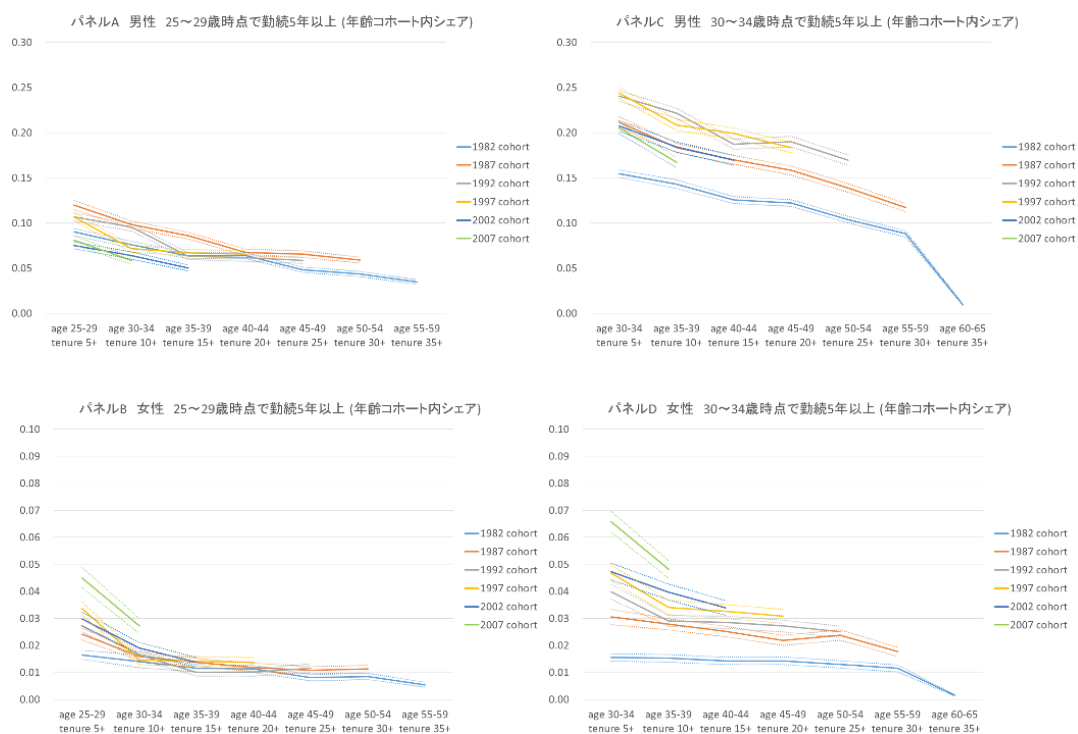 パネルA 男性 25～29歳時点で勤続5年以上 (年齢コホート内シェア)
0.30
0.25
0.20
0.15
0.10
0.05
0.00
age 25-29 age 30-34 age 35-39 age 40-44 age 45-49 age 50-54 age 55-59
tenure 5+ tenure 10+ tenure 15+ tenure 20+ tenure 25+ tenure 30+ tenure 35+
1982 cohort
1987 cohort
1992 cohort
1997 cohort
2002 cohort
2007 cohort
パネルC 男性 30～34歳時点で勤続5年以上 (年齢コホート内シェア)
0.30
0.25
0.20
0.15
0.10
0.05
0.00
age 30-34 age 35-39 age 40-44 age 45-49 age 50-54 age 55-59 age 60-65
tenure 5+ tenure 10+ tenure 15+ tenure 20+ tenure 25+ tenure 30+ tenure 35+
1982 cohort
1987 cohort
1992 cohort
1997 cohort
2002 cohort
2007 cohort
パネルB 女性 25～29歳時点で勤続5年以上 (年齢コホート内シェア)
0.10
0.09
0.08
0.07
0.06
0.05
0.04
0.03
0.02
0.01
0.00
age 25-29 age 30-34 age 35-39 age 40-44 age 45-49 age 50-54 age 55-59
tenure 5+ tenure 10+ tenure 15+ tenure 20+ tenure 25+ tenure 30+ tenure 35+
1982 cohort
1987 cohort
1992 cohort
1997 cohort
2002 cohort
2007 cohort
パネルD 女性 30～34歳時点で勤続5年以上 (年齢コホート内シェア)
0.10
0.09
0.08
0.07
0.06
0.05
0.04
0.03
0.02
0.01
0.00
age 30-34 age 35-39 age 40-44 age 45-49 age 50-54 age 55-59 age 60-65
tenure 5+ tenure 10+ tenure 15+ tenure 20+ tenure 25+ tenure 30+ tenure 35+
1982 cohort
1987 cohort
1992 cohort
1997 cohort
2002 cohort
2007 cohort